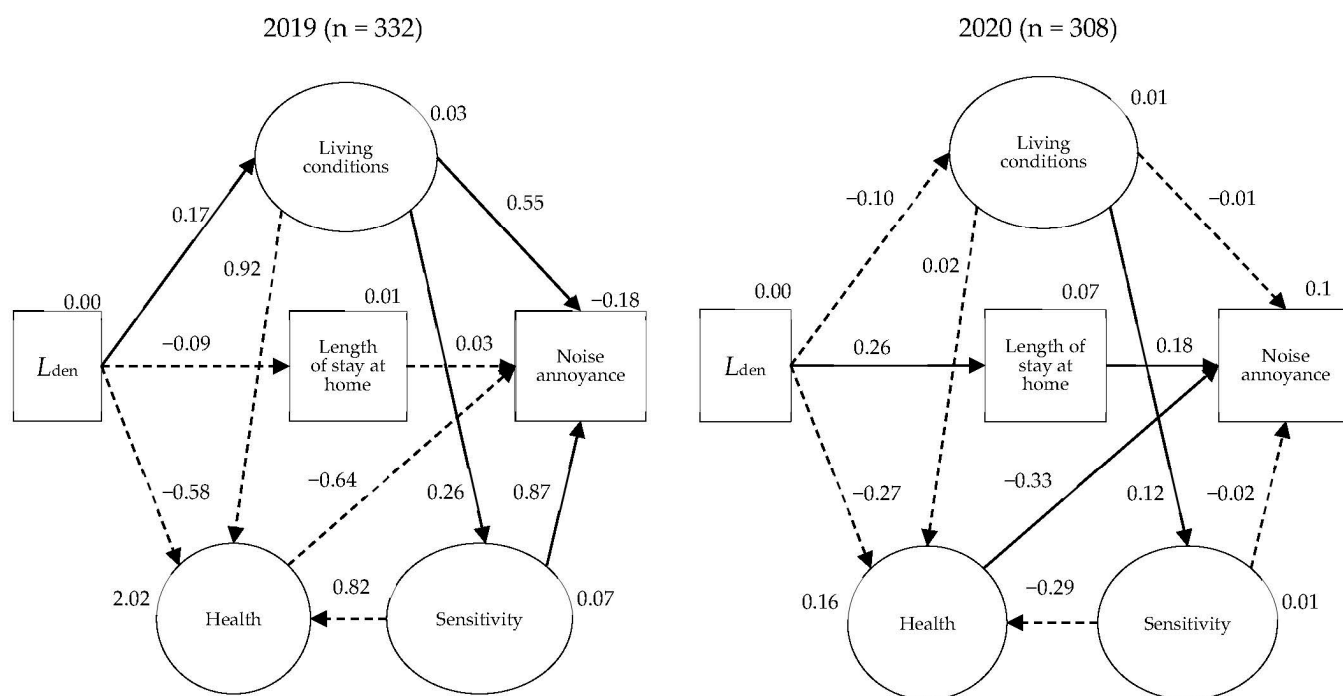 2019 (n = 332)
0.03
Living
conditions
0.17
0.55
0.92
0.00
0.01
−0.18
Lden
−0.09
Length
of stay at
home
0.03
Noise
annoyance
−0.58
−0.64
0.26
0.87
2.02
Health
0.82
Sensitivity
0.07
2020 (n = 308)
0.01
Living
conditions
−0.10
−0.01
0.02
0.00
0.07
0.1
Lden
0.26
Length of
stay at
home
0.18
Noise
annoyance
−0.27
−0.33
0.12
−0.02
0.16
Health
−0.29
Sensitivity
0.01